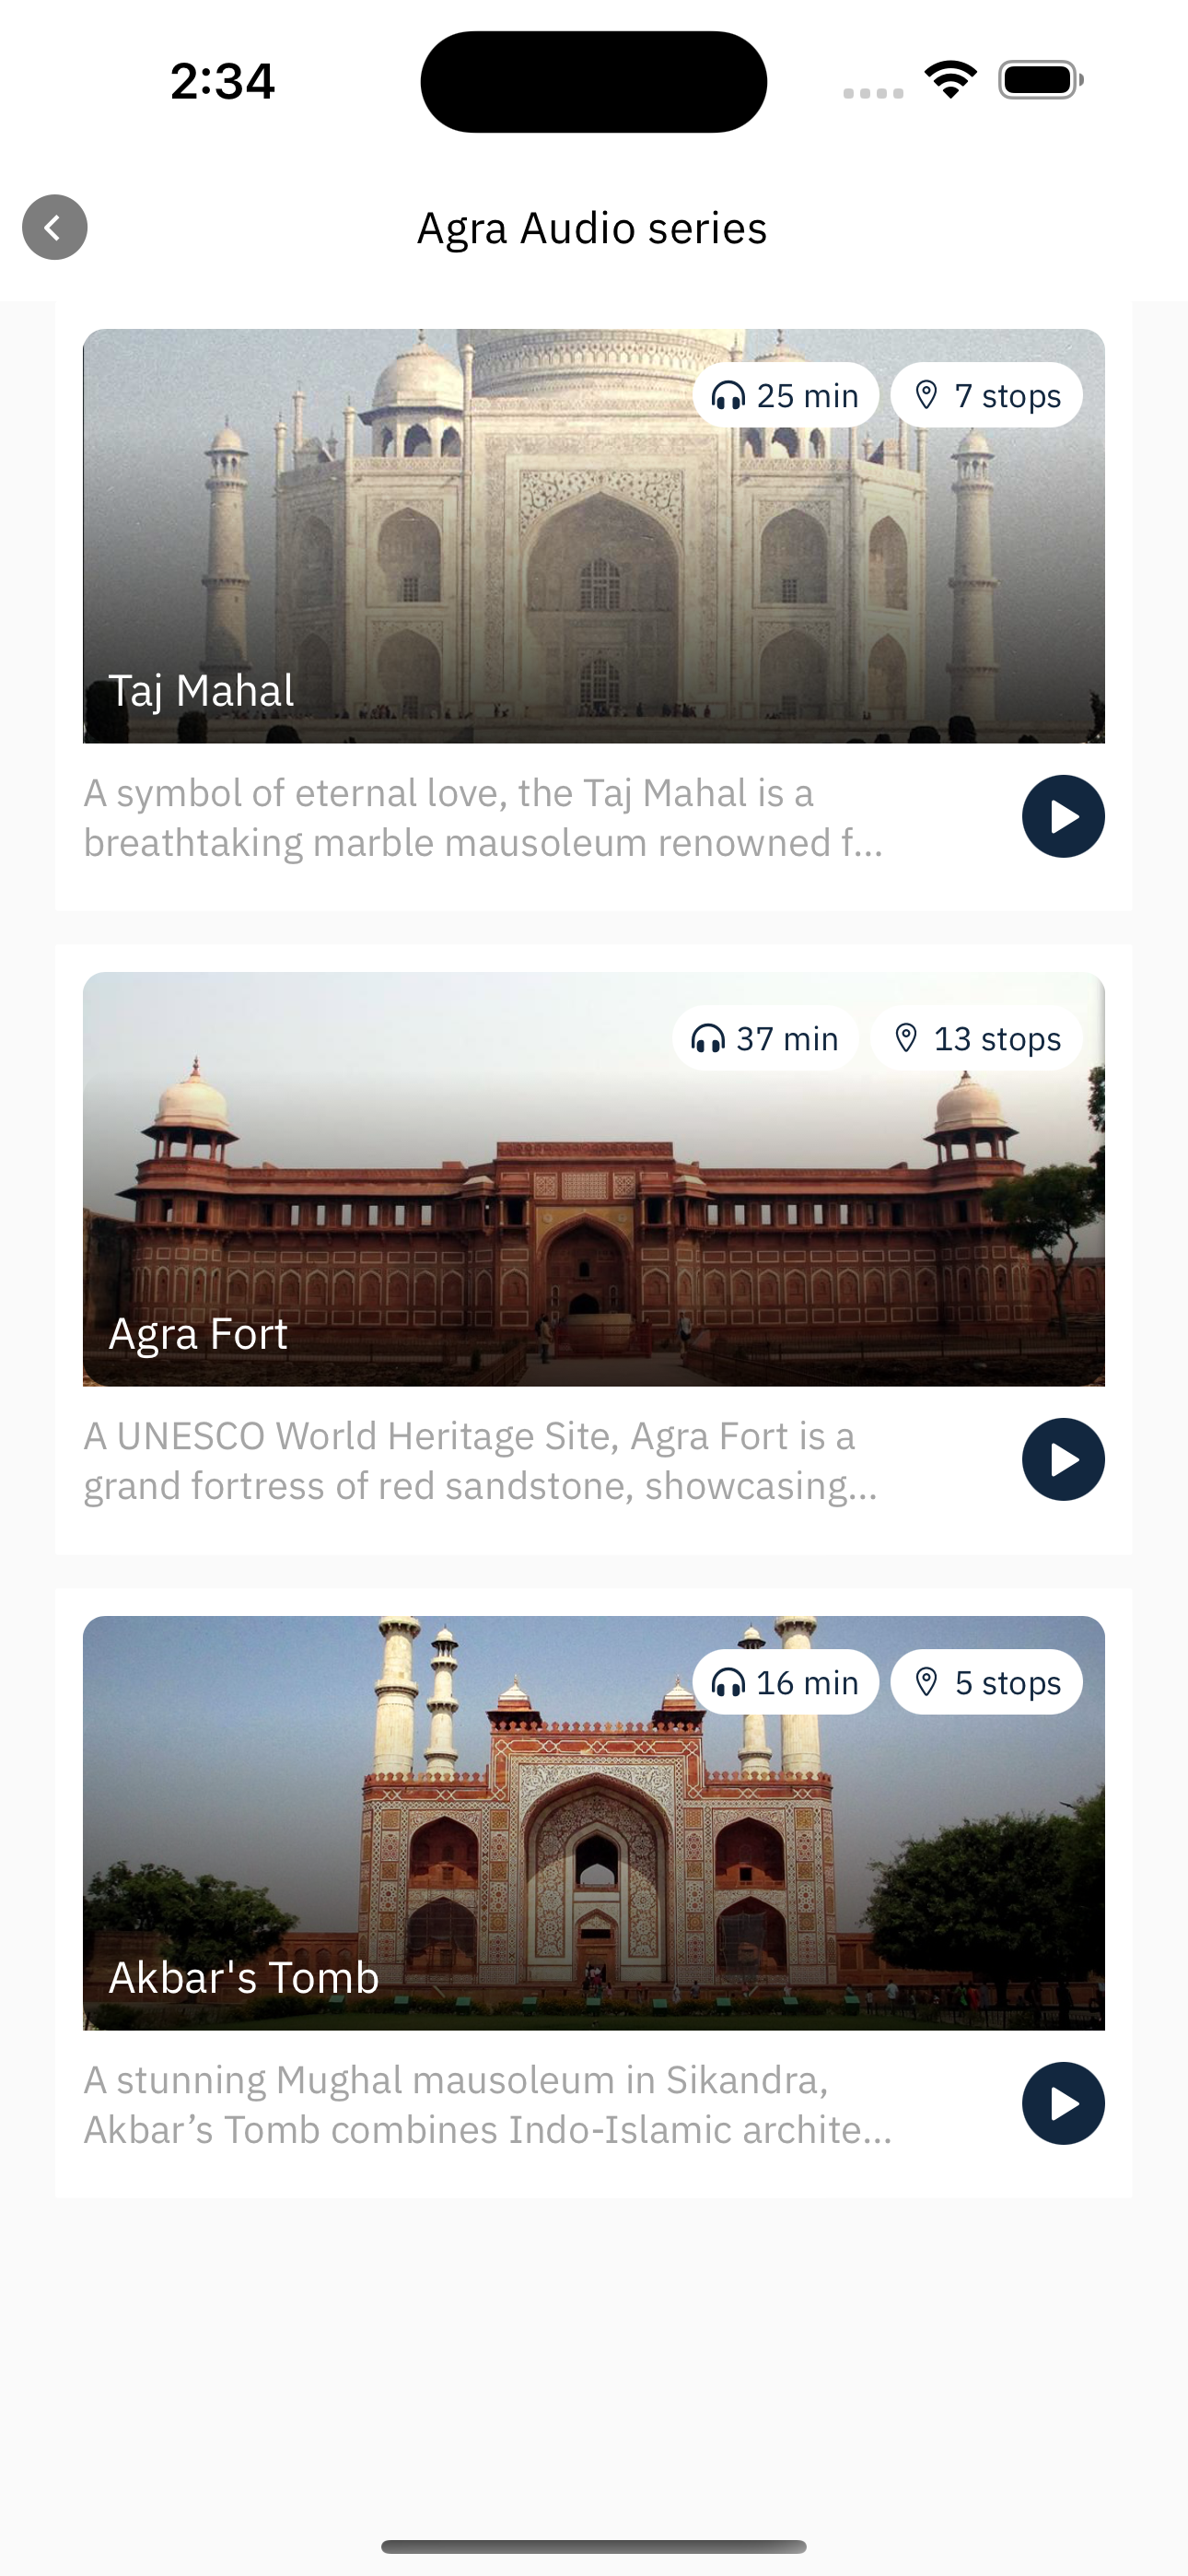 2:34
Agra Audio series
25 min
7 stops
Taj Mahal
A symbol of eternal love, the Taj Mahal is a
breathtaking marble mausoleum renowned f...
37 min
13 stops
Agra Fort
A UNESCO World Heritage Site, Agra Fort is a
grand fortress of red sandstone, showcasing...
16 min
5 stops
Akbar's Tomb
A stunning Mughal mausoleum in Sikandra,
Akbar’s Tomb combines Indo-Islamic archite...